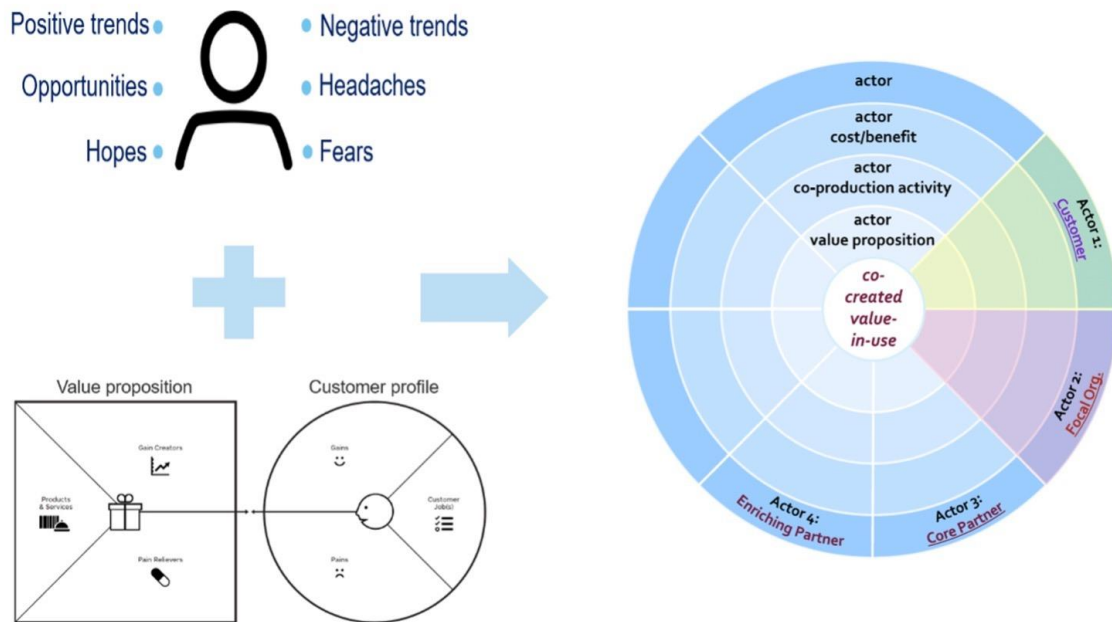 Positive trends
Negative trends
Opportunities
Headaches
Hopes
Fears
Value proposition
Customer profile
Gain Creators
Products
& Services
Pain Relievers
Gains
Customer
Job(s)
Pains
actor
actor
cost/benefit
actor
co-production activity
actor
value proposition
co-
created
value-
in-use
Actor 1:
Customer
Actor 2:
Focal Org.
Actor 3:
Core Partner
Actor 4:
Enriching Partner